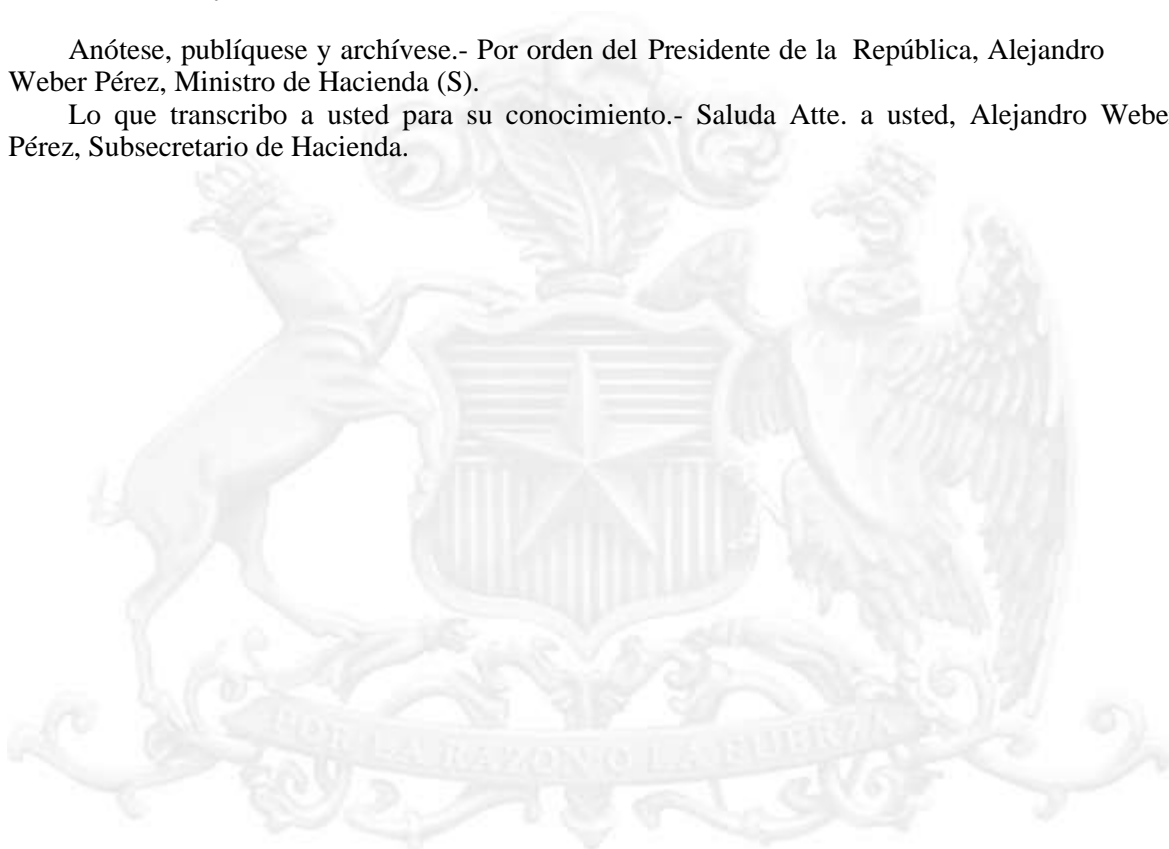 Anótese, publíquese y archívese.- Por orden del Presidente de la República, Alejandro
Weber Pérez, Ministro de Hacienda (S).
Lo que transcribo a usted para su conocimiento.- Saluda Atte. a usted, Alejandro Webe
Pérez, Subsecretario de Hacienda.
POR LA RAZON O LA FUERZA